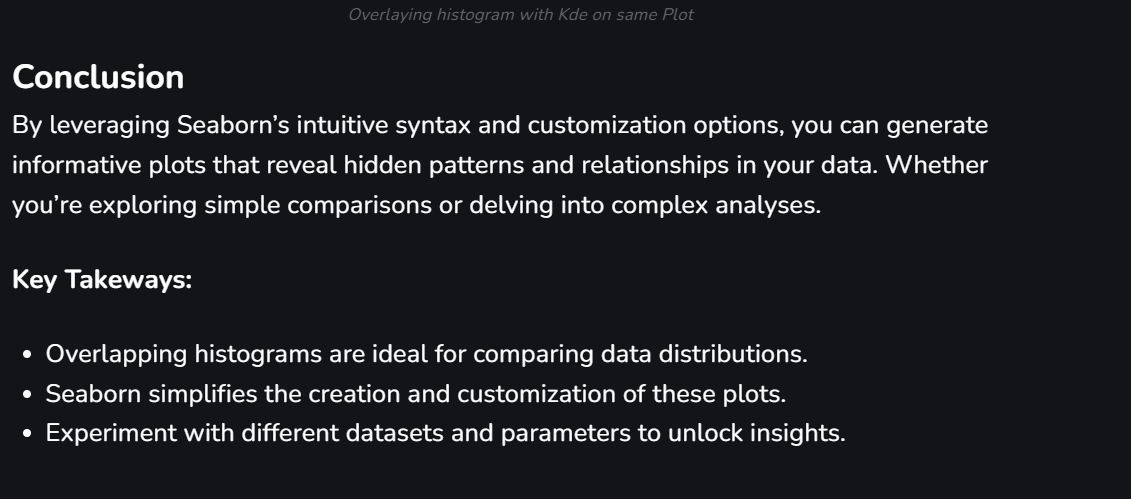 Overlaying histogram with Kde on same Plot
Conclusion
By leveraging Seaborn’s intuitive syntax and customization options, you can generate
informative plots that reveal hidden patterns and relationships in your data. Whether
you’re exploring simple comparisons or delving into complex analyses.
Key Takeways:
• Overlapping histograms are ideal for comparing data distributions.
• Seaborn simplifies the creation and customization of these plots.
• Experiment with different datasets and parameters to unlock insights.